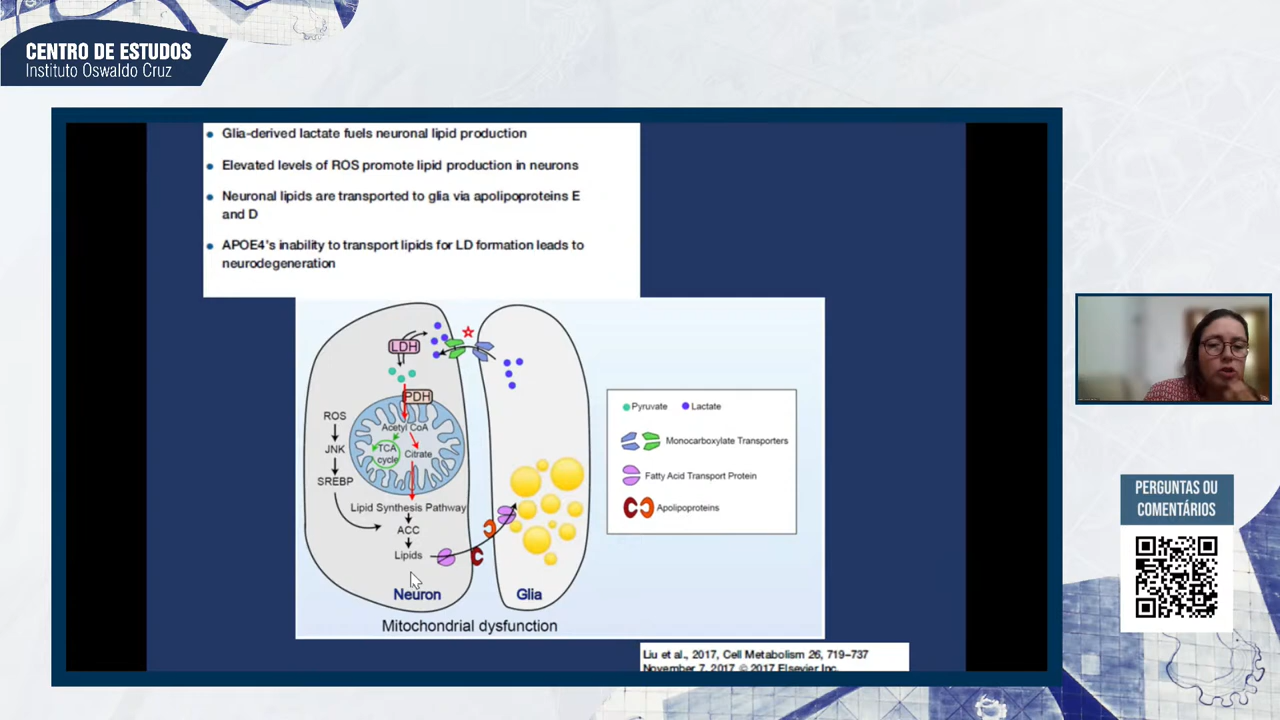 CENTRO DE ESTUDOS
Instituto Oswaldo Cruz
Glia-derived lactate fuels neuronal lipid production
Elevated levels of ROS promote lipid production in neurons
Neuronal lipids are transported to glia via apolipoproteins E
and D
APOE4's inability to transport lipids for LD formation leads to
neurodegeneration
LDH
PDH
Acetyl CoA
TCA
cycle
Citrate
ROS
JNK
SREBP
Lipid Synthesis Pathway
ACC
Lipids
Neuron
Glia
Mitochondrial dysfunction
Pyruvate
Lactate
Monocarboxylate Transporters
Fatty Acid Transport Protein
Apolipoproteins
Liu et al., 2017, Cell Metabolism 26, 719–737
November 7, 2017 © 2017 Elsevier Inc.
PERGUNTAS OU
COMENTÁRIOS